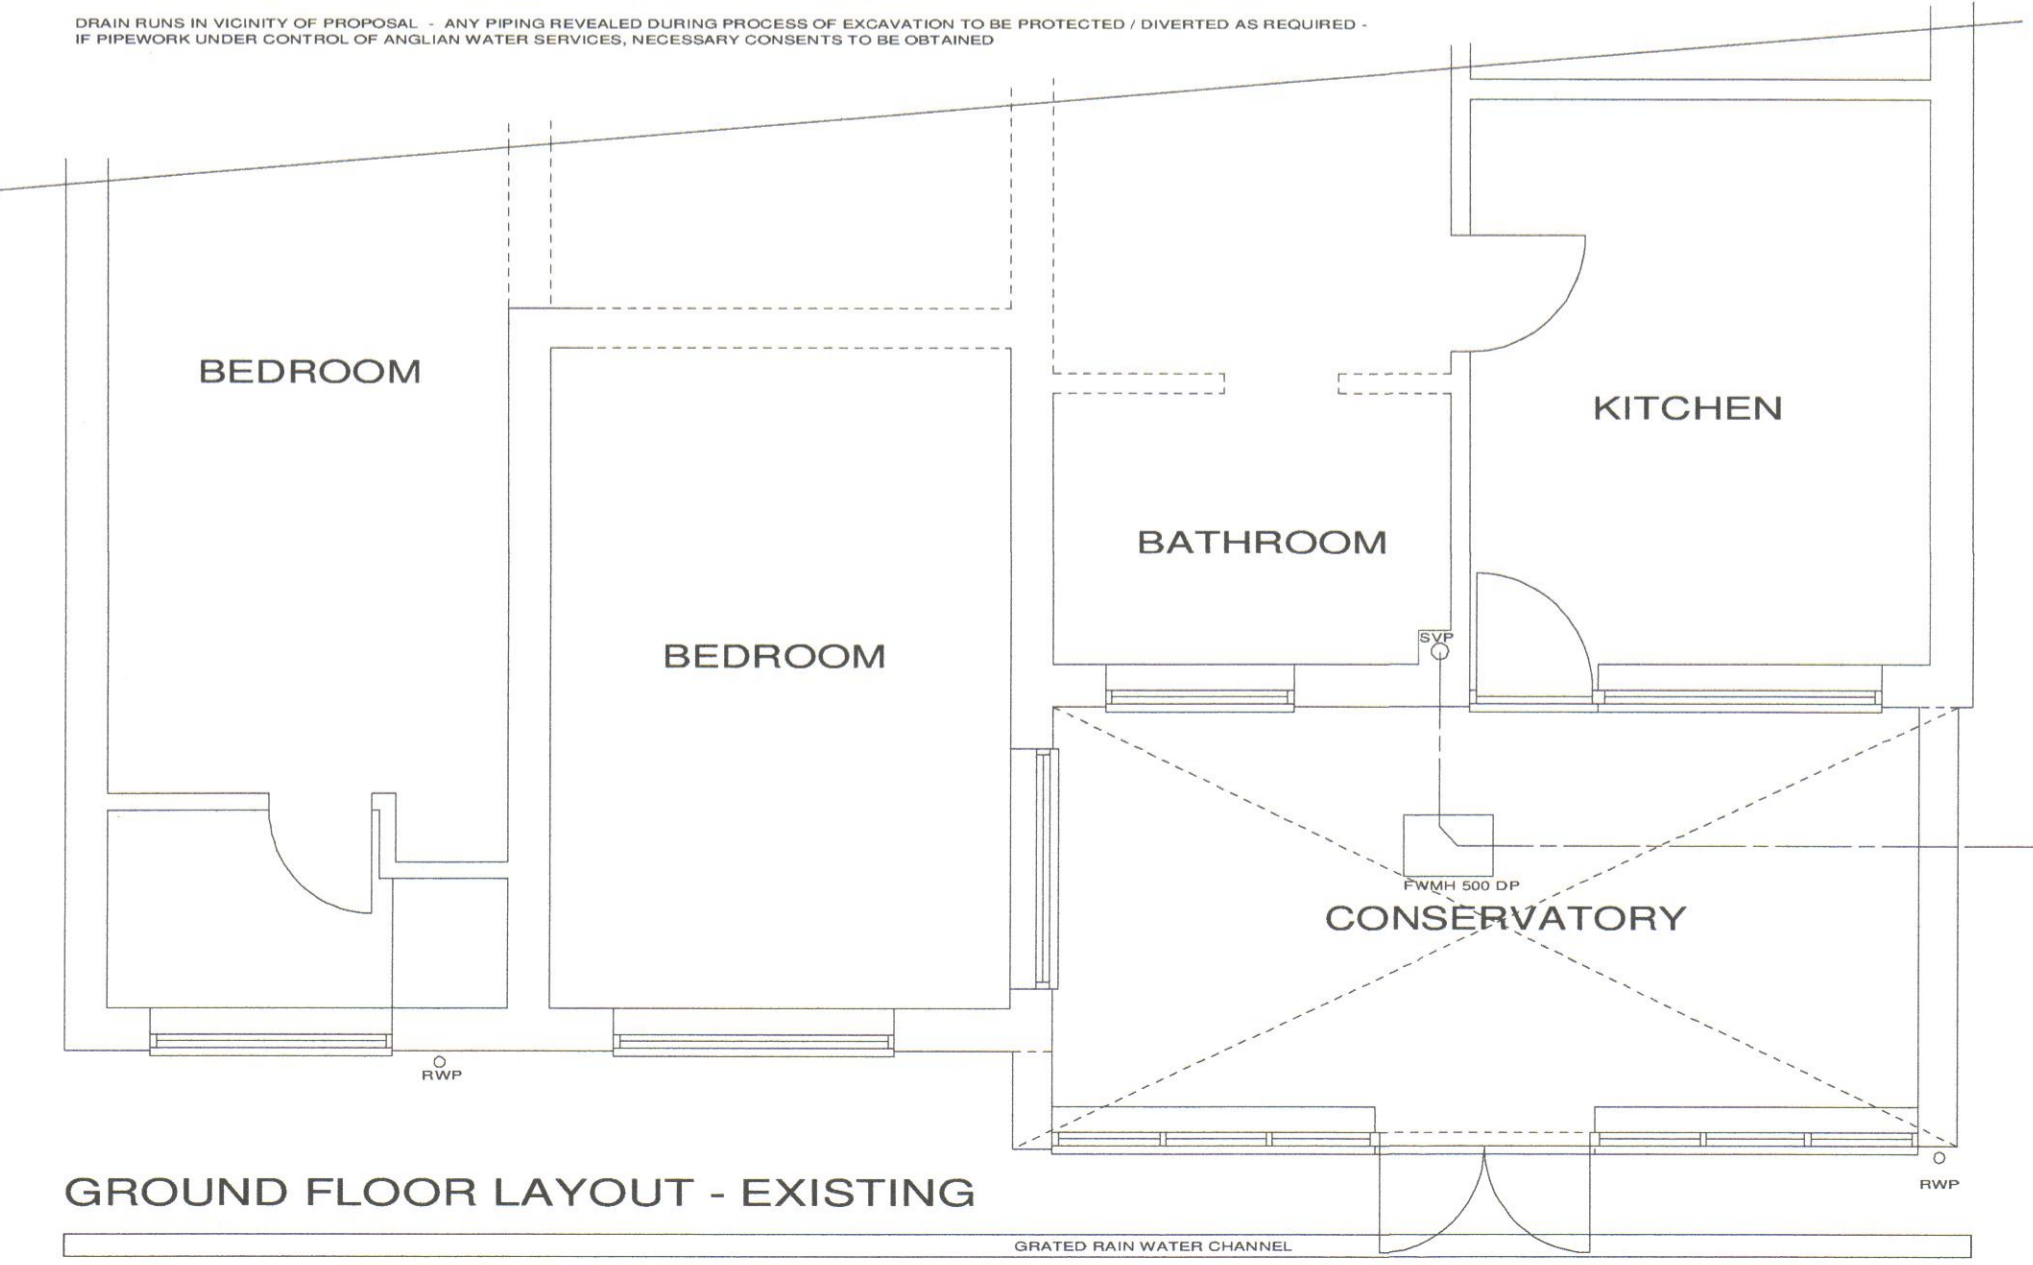 DRAIN RUNS IN VICINITY OF PROPOSAL - ANY PIPING REVEALED DURING PROCESS OF EXCAVATION TO BE PROTECTED / DIVERTED AS REQUIRED -
IF PIPEWORK UNDER CONTROL OF ANGLIAN WATER SERVICES, NECESSARY CONSENTS TO BE OBTAINED
BEDROOM
KITCHEN
BATHROOM
SVP
BEDROOM
FWMH 500 DP
CONSERVATORY
RWP
RWP
GROUND FLOOR LAYOUT - EXISTING
GRATED RAIN WATER CHANNEL